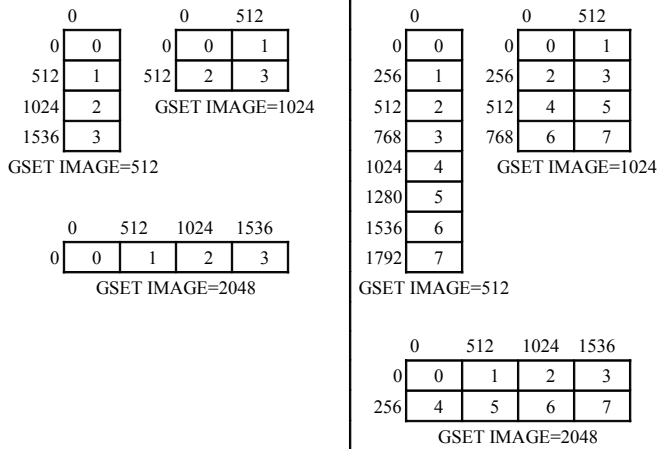 0
0 0
512 1
1024 2
1536 3
GSET IMAGE=512
0 512
0 0 1
512 2 3
GSET IMAGE=1024
0 512 1024 1536
0 0 1 2 3
GSET IMAGE=2048
0
0 0
256 1
512 2
768 3
1024 4
1280 5
1536 6
1792 7
GSET IMAGE=512
0 512
0 0 1
256 2 3
512 4 5
768 6 7
GSET IMAGE=1024
0 512 1024 1536
0 0 1 2 3
256 4 5 6 7
GSET IMAGE=2048